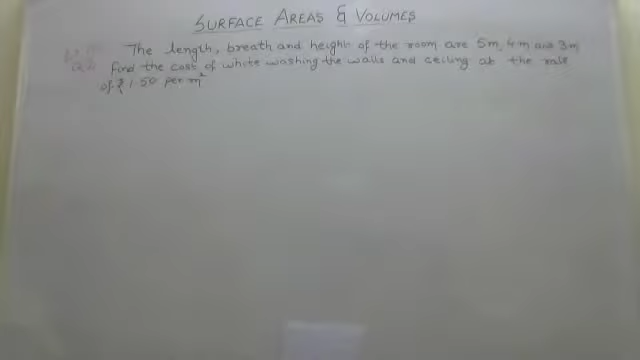 SURFACE AREAS & VOLUMES
The length, breath and height of the room are 5m, 4m and 3m
Find the cost of white washing the walls and ceiling at the rate
of ₹ 1.50 per m²